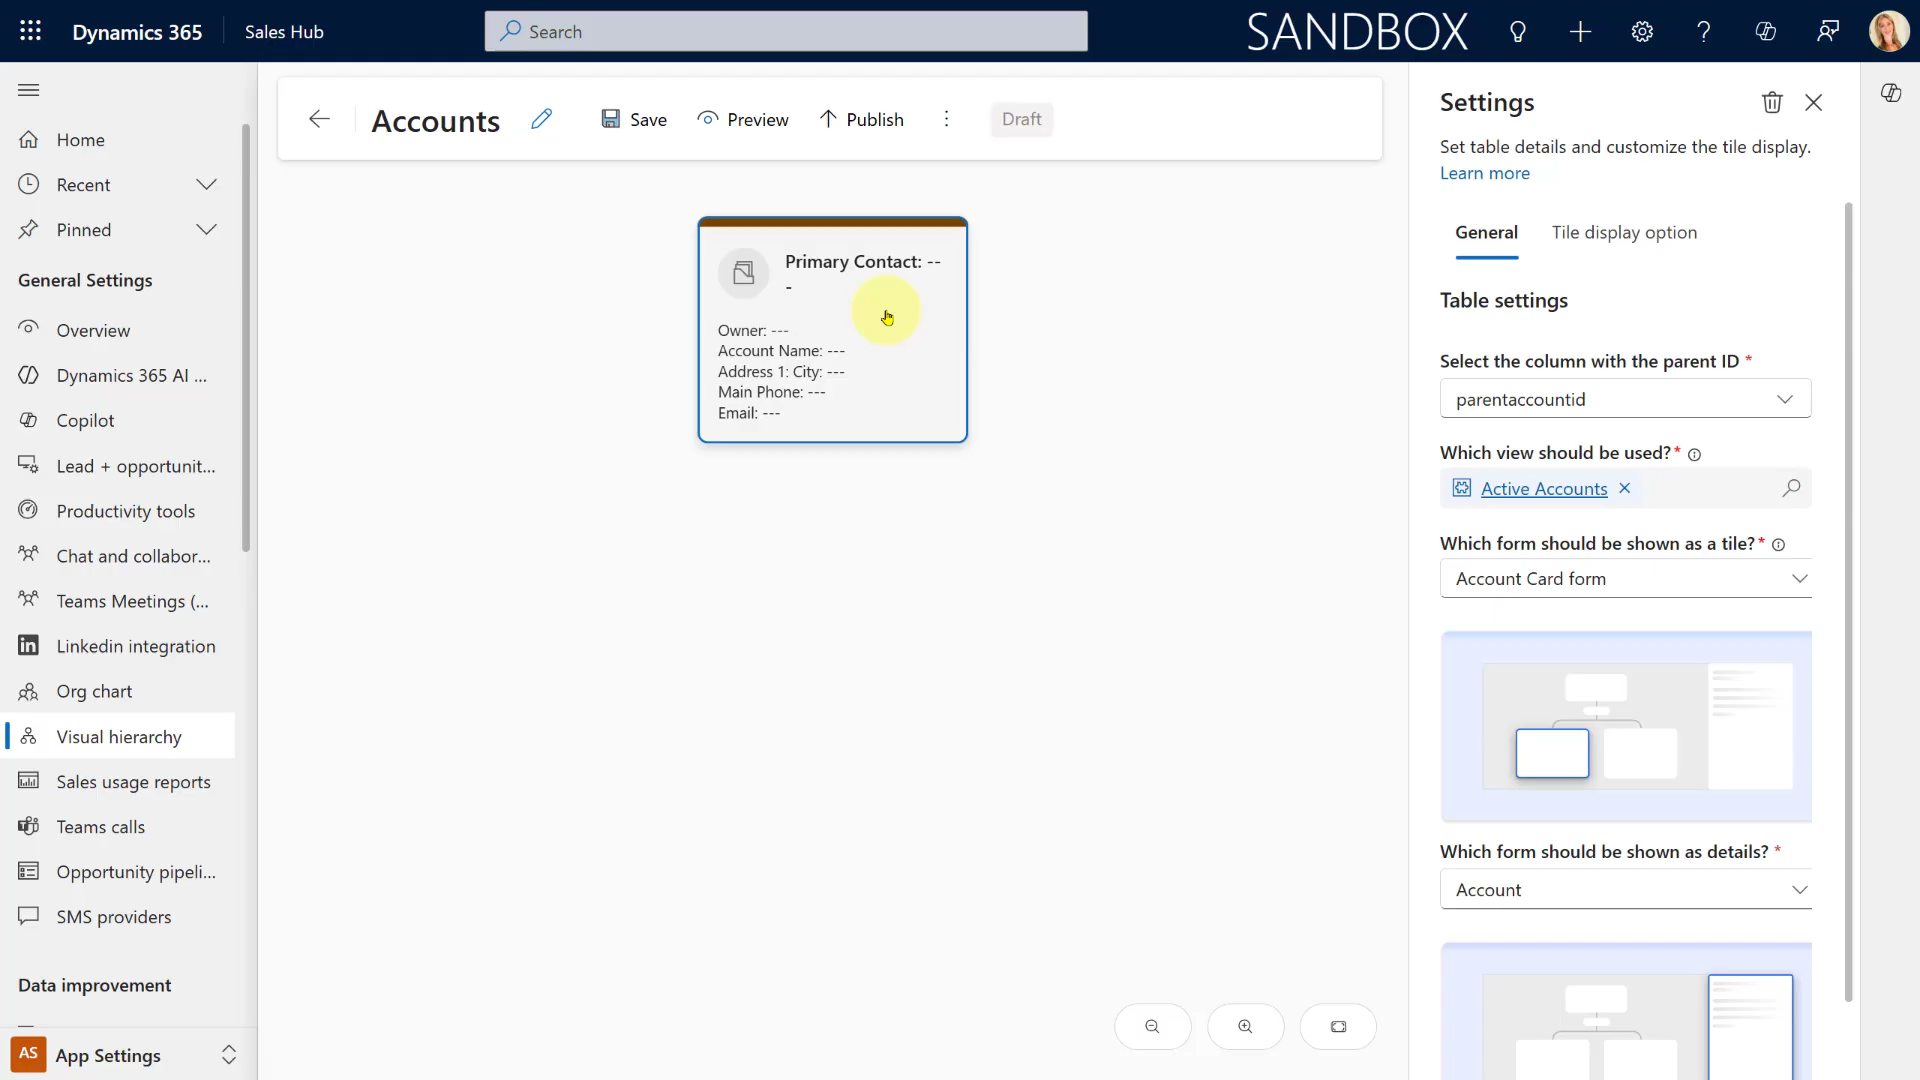 Dynamics 365
Sales Hub
Search
SANDBOX
Home
Recent
Pinned
General Settings
Overview
Dynamics 365 AI ...
Copilot
Lead + opportunit...
Productivity tools
Chat and collabor...
Teams Meetings (...
Linkedin integration
Org chart
Visual hierarchy
Sales usage reports
Teams calls
Opportunity pipeli...
SMS providers
Data improvement
AS
App Settings
Accounts
Save
Preview
Publish
Draft
Primary Contact: --
-
Owner: ---
Account Name: ---
Address 1: City: ---
Main Phone: ---
Email: ---
Settings
Set table details and customize the tile display.
Learn more
General
Tile display option
Table settings
Select the column with the parent ID *
parentaccountid
Which view should be used? *
Active Accounts
Which form should be shown as a tile? *
Account Card form
Which form should be shown as details? *
Account